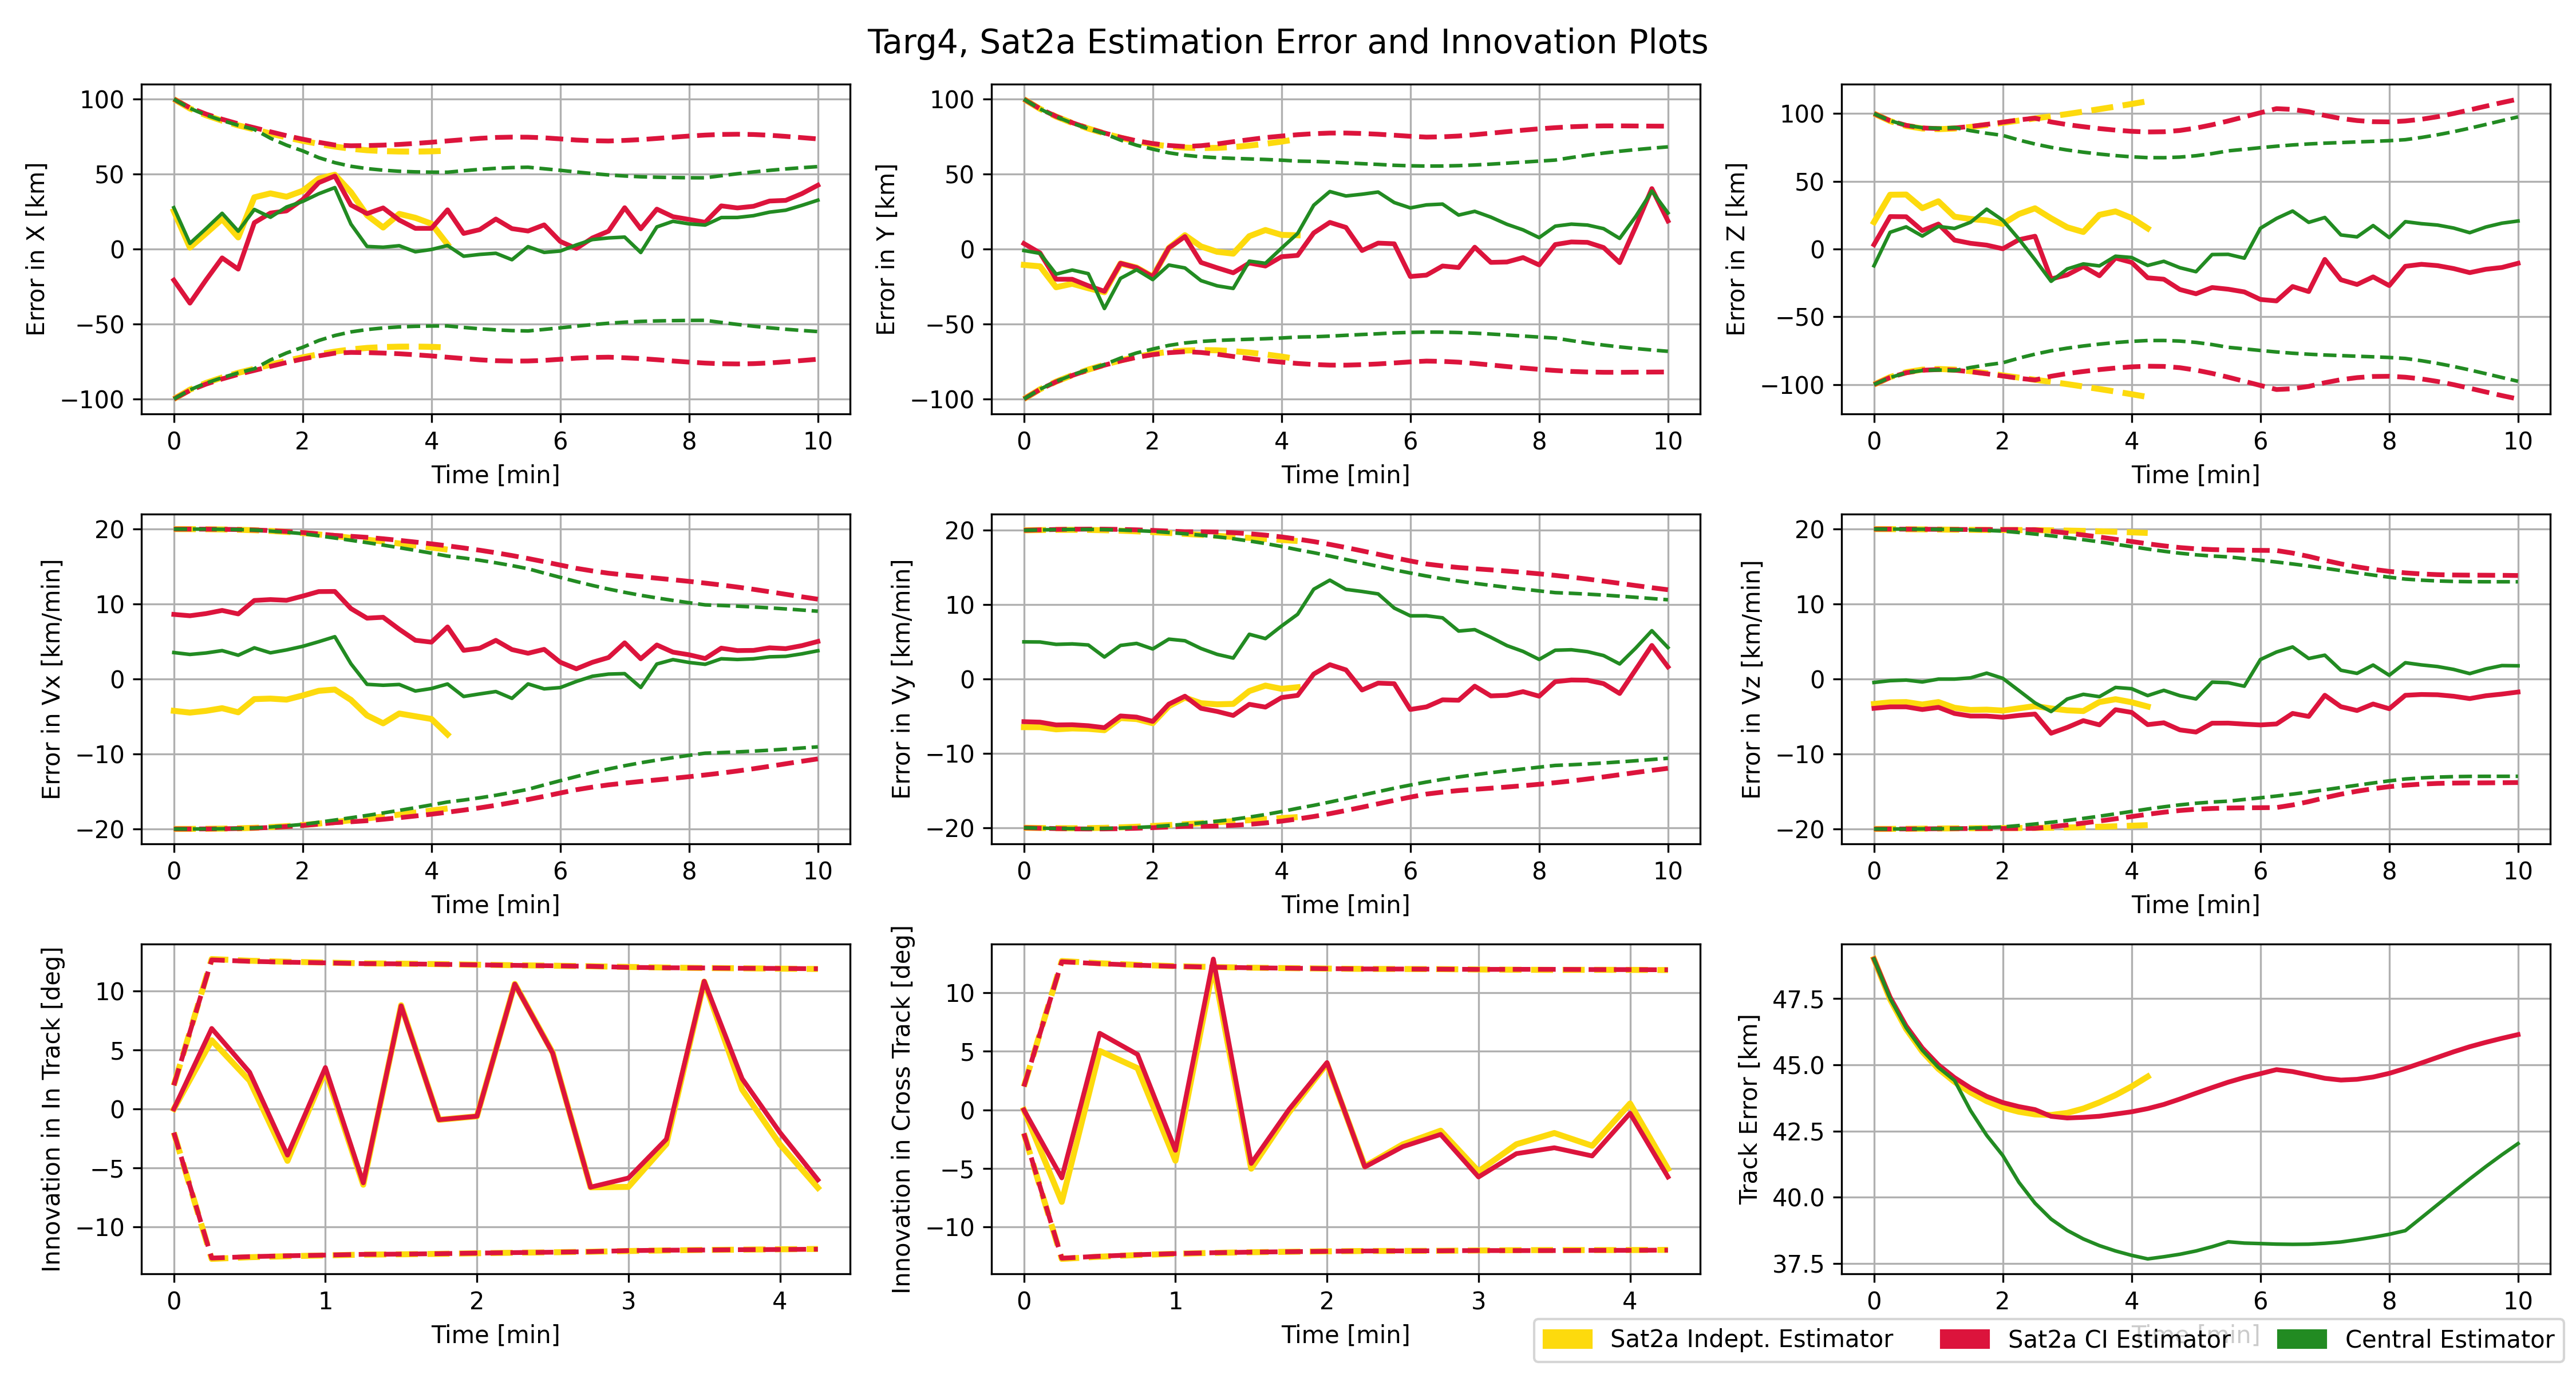 Targ4, Sat2a Estimation Error and Innovation Plots
Error in X [km]
100
50
0
−50
−100
0 2 4 6 8 10
Time [min]
Error in Y [km]
100
50
0
−50
−100
0 2 4 6 8 10
Time [min]
Error in Z [km]
100
50
0
−50
−100
0 2 4 6 8 10
Time [min]
Error in Vx [km/min]
20
10
0
−10
−20
0 2 4 6 8 10
Time [min]
Error in Vy [km/min]
20
10
0
−10
−20
0 2 4 6 8 10
Time [min]
Error in Vz [km/min]
20
10
0
−10
−20
0 2 4 6 8 10
Time [min]
Innovation in In Track [deg]
10
5
0
−5
−10
0 1 2 3 4
Time [min]
Innovation in Cross Track [deg]
10
5
0
−5
−10
0 1 2 3 4
Time [min]
Track Error [km]
47.5
45.0
42.5
40.0
37.5
0 2 4 6 8 10
Time [min]
Sat2a Indept. Estimator Sat2a CI Estimator Central Estimator